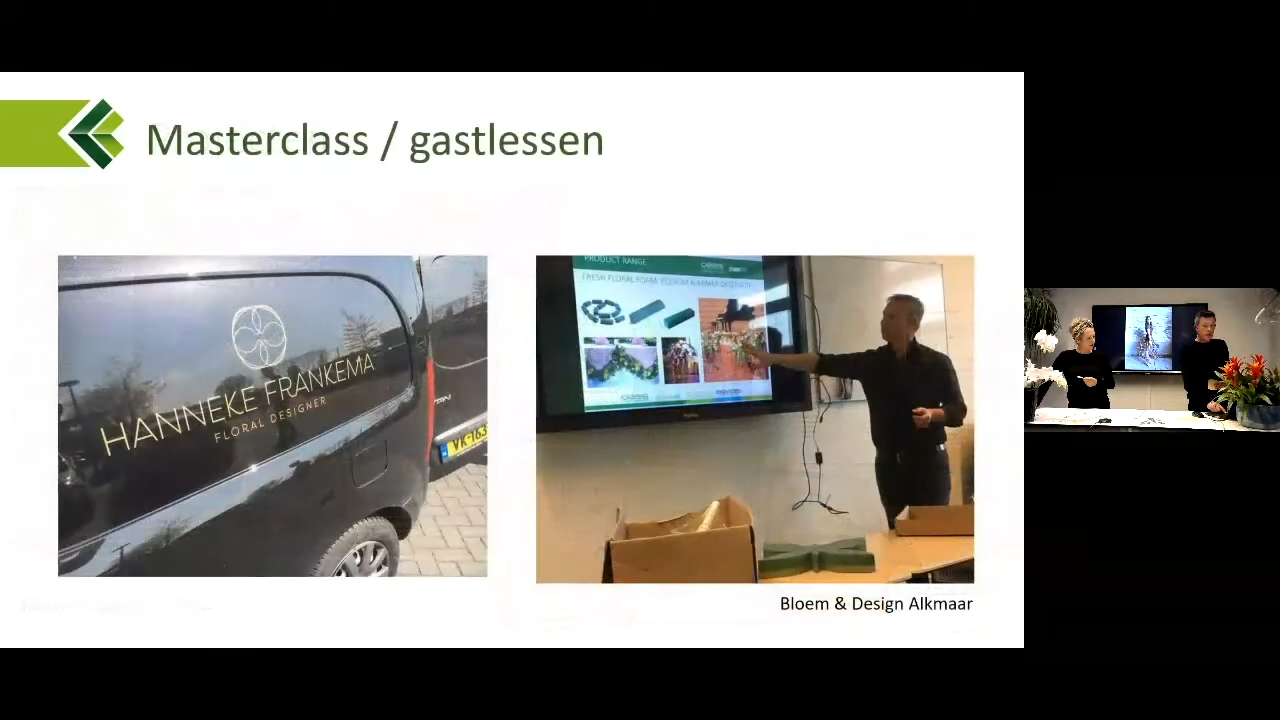 Masterclass / gastlessen
HANNEKE FRANKEMA
FLORAL DESIGNER
PRODUCT RANGE
FRESH FLORAL FOAM:
Bloem & Design Alkmaar